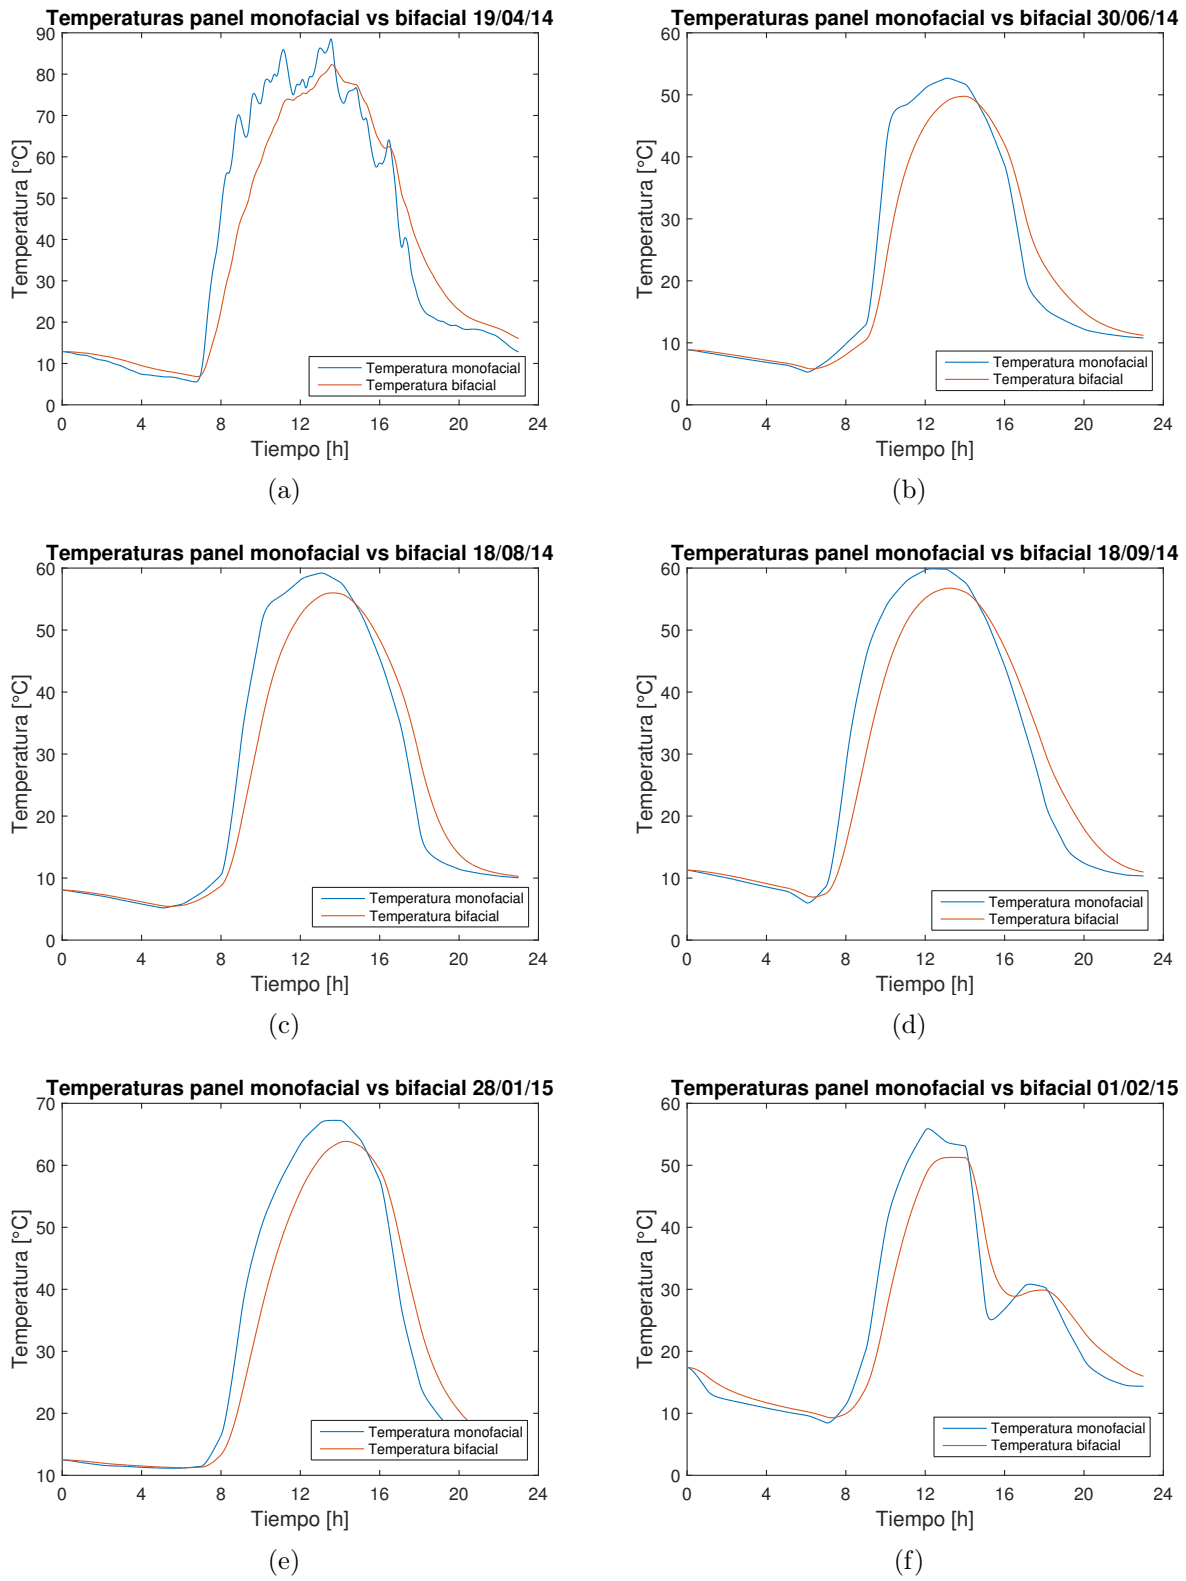 Temperaturas panel monofacial vs bifacial 19/04/14
90
80
70
60
50
40
30
20
10
0
Temperatura [°C]
0 4 8 12 16 20 24
Tiempo [h]
Temperatura monofacial
Temperatura bifacial
(a)
Temperaturas panel monofacial vs bifacial 30/06/14
60
50
40
30
20
10
0
Temperatura [°C]
0 4 8 12 16 20 24
Tiempo [h]
Temperatura monofacial
Temperatura bifacial
(b)
Temperaturas panel monofacial vs bifacial 18/08/14
60
50
40
30
20
10
0
Temperatura [°C]
0 4 8 12 16 20 24
Tiempo [h]
Temperatura monofacial
Temperatura bifacial
(c)
Temperaturas panel monofacial vs bifacial 18/09/14
60
50
40
30
20
10
0
Temperatura [°C]
0 4 8 12 16 20 24
Tiempo [h]
Temperatura monofacial
Temperatura bifacial
(d)
Temperaturas panel monofacial vs bifacial 28/01/15
70
60
50
40
30
20
10
Temperatura [°C]
0 4 8 12 16 20 24
Tiempo [h]
Temperatura monofacial
Temperatura bifacial
(e)
Temperaturas panel monofacial vs bifacial 01/02/15
60
50
40
30
20
10
0
Temperatura [°C]
0 4 8 12 16 20 24
Tiempo [h]
Temperatura monofacial
Temperatura bifacial
(f)